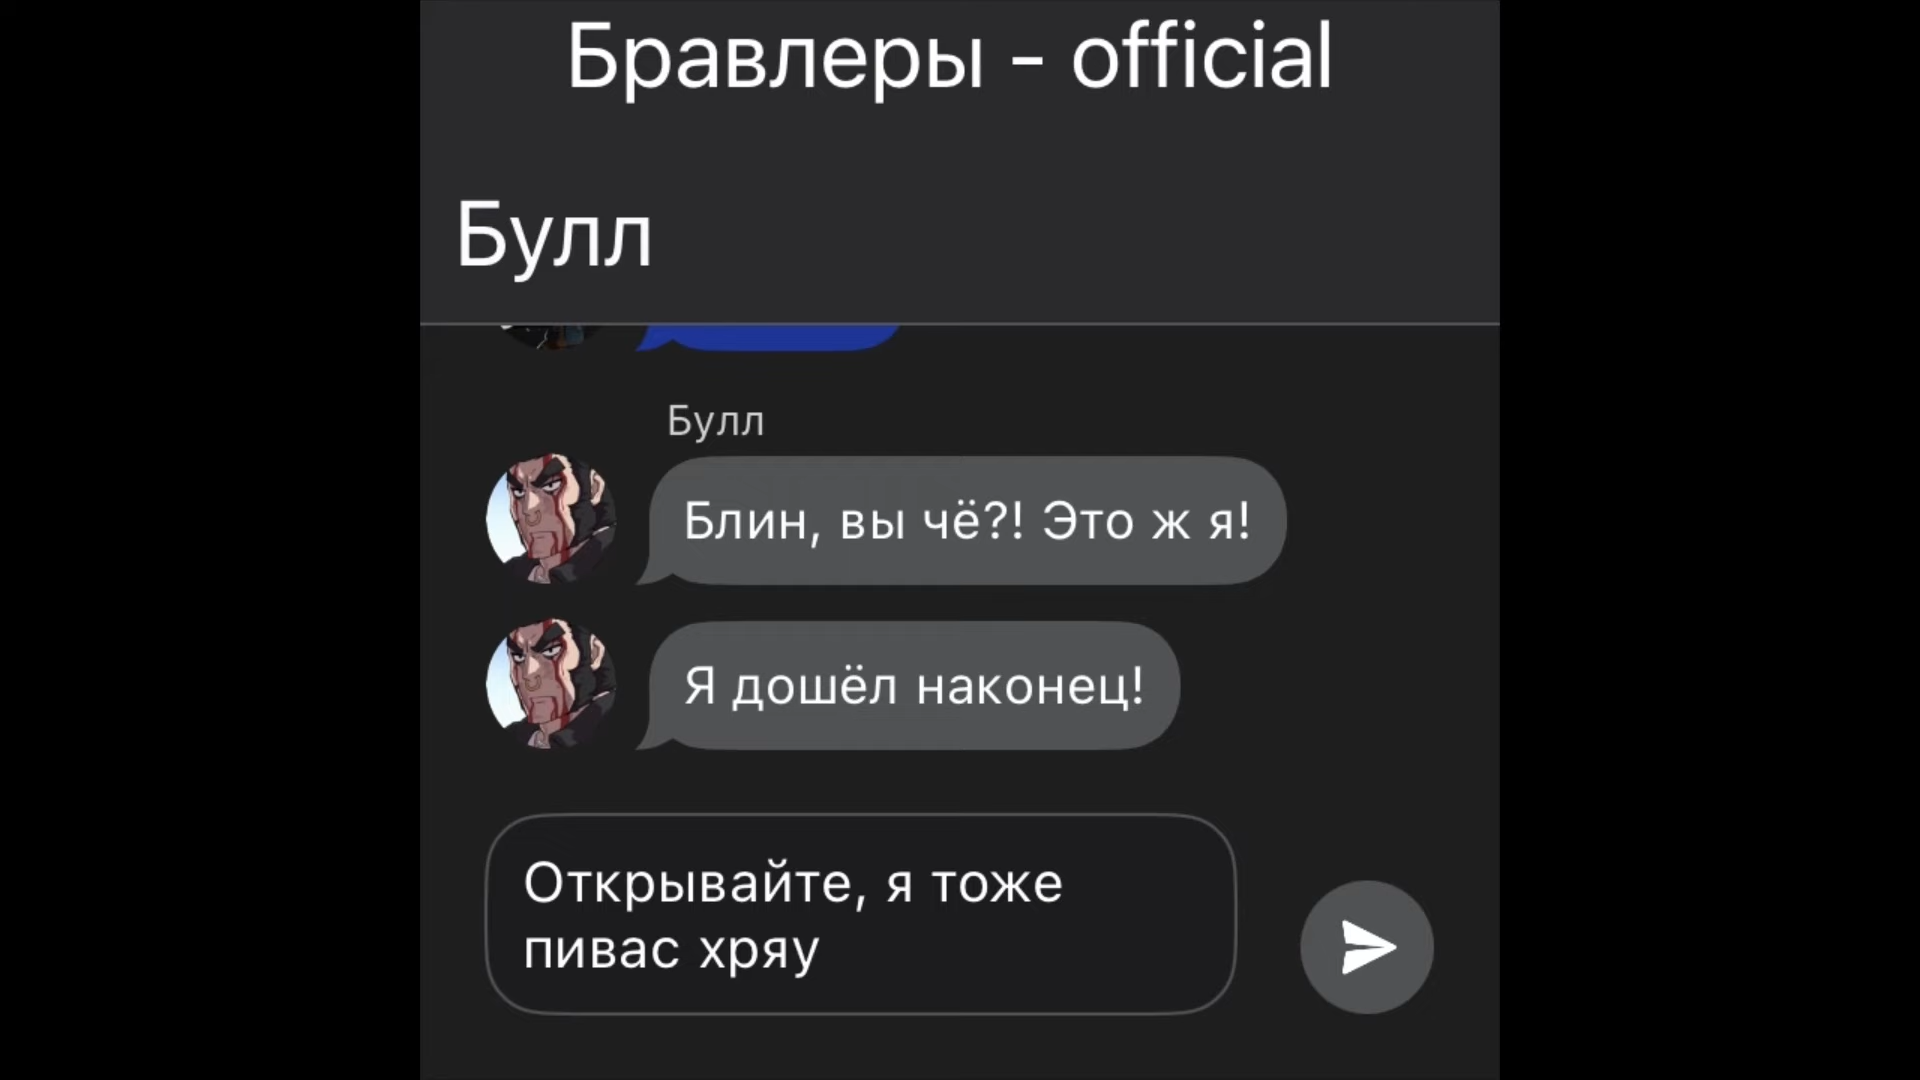 Бравлеры - official
Булл
Булл
Блин, вы чё?! Это ж я!
Я дошёл наконец!
Открывайте, я тоже
пивас хряу